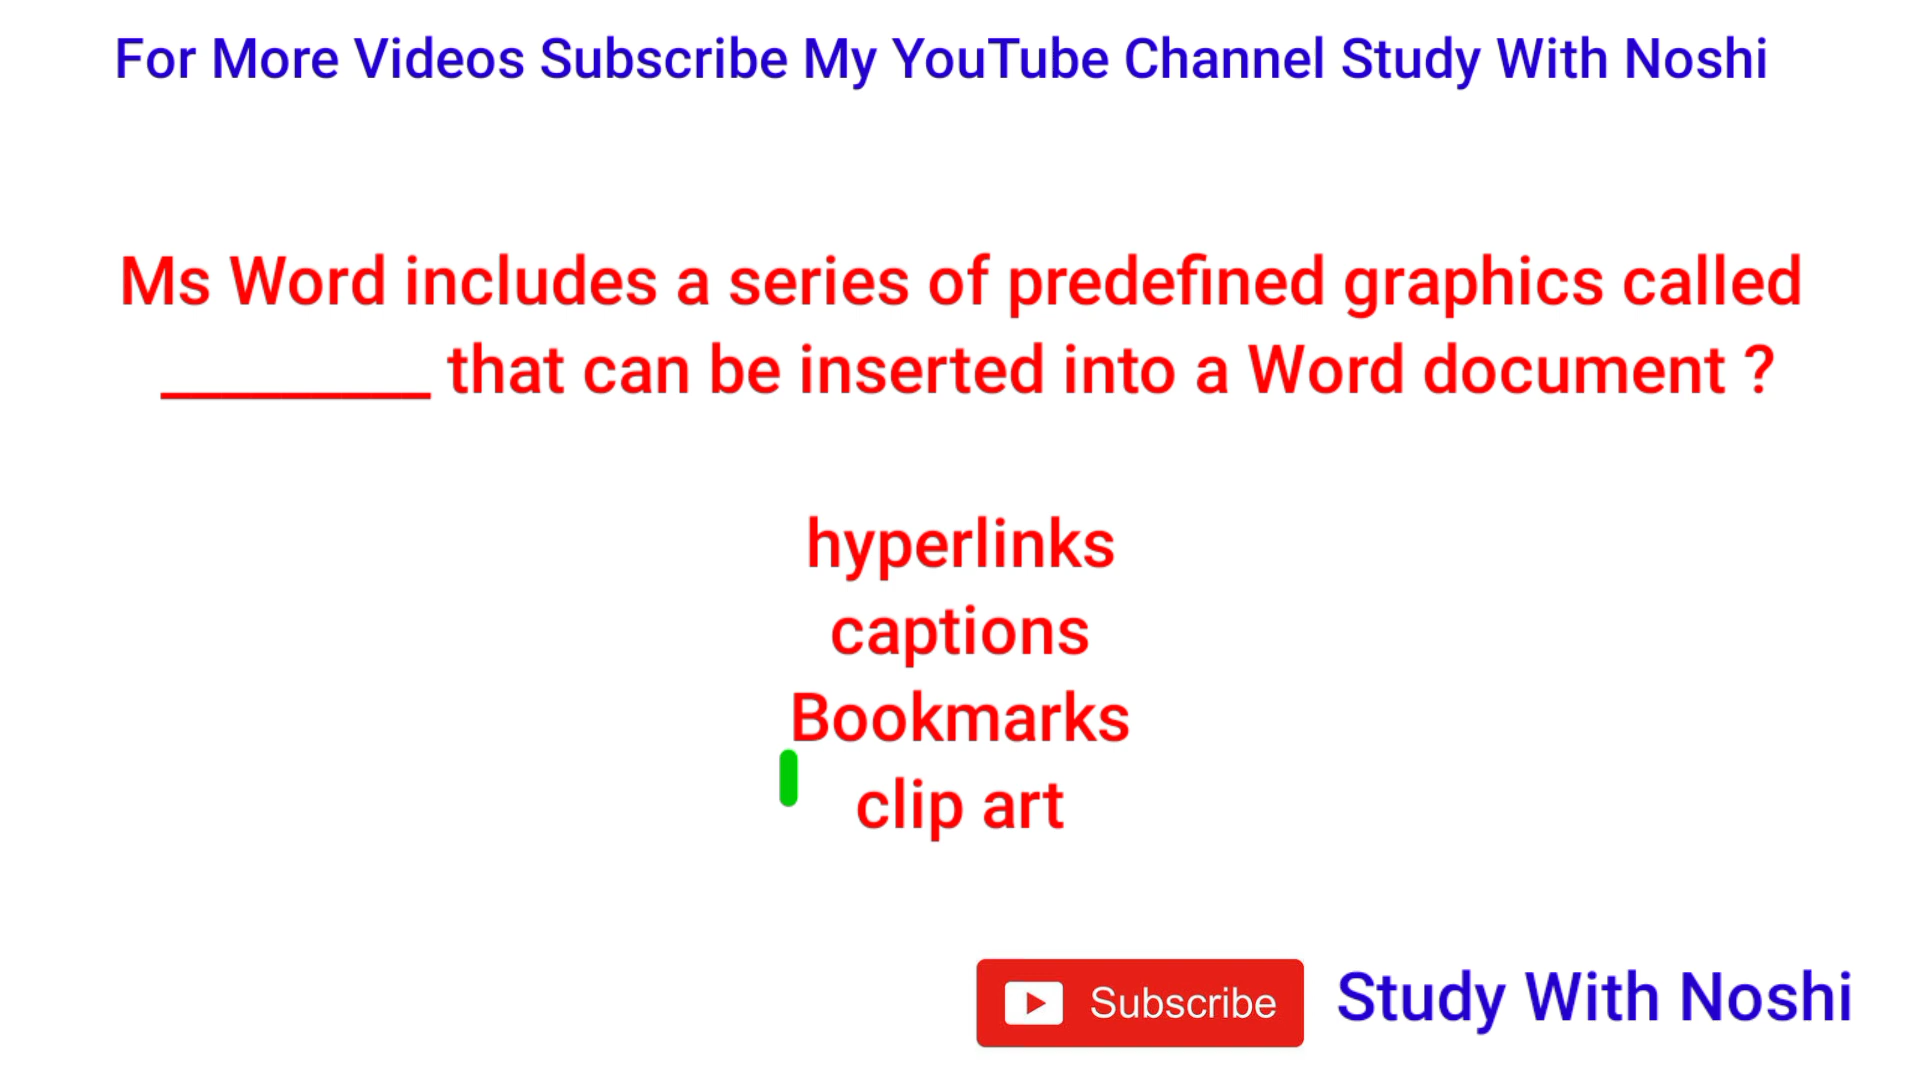 For More Videos Subscribe My YouTube Channel Study With Noshi
Ms Word includes a series of predefined graphics called
_________ that can be inserted into a Word document ?
hyperlinks
captions
Bookmarks
clip art
Subscribe
Study With Noshi